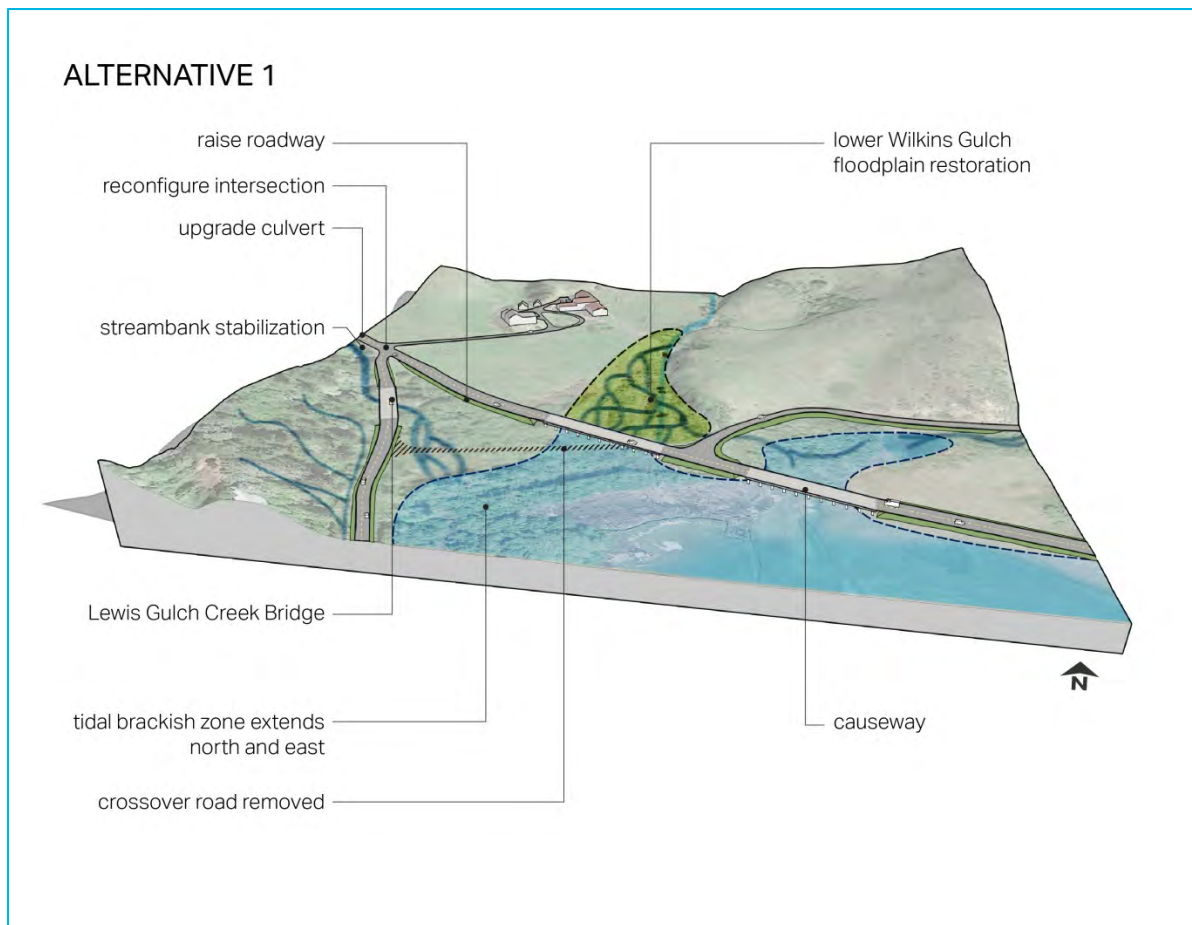 ALTERNATIVE 1
raise roadway
reconfigure intersection
upgrade culvert
streambank stabilization
lower Wilkins Gulch
floodplain restoration
Lewis Gulch Creek Bridge
tidal brackish zone extends
north and east
crossover road removed
causeway
N